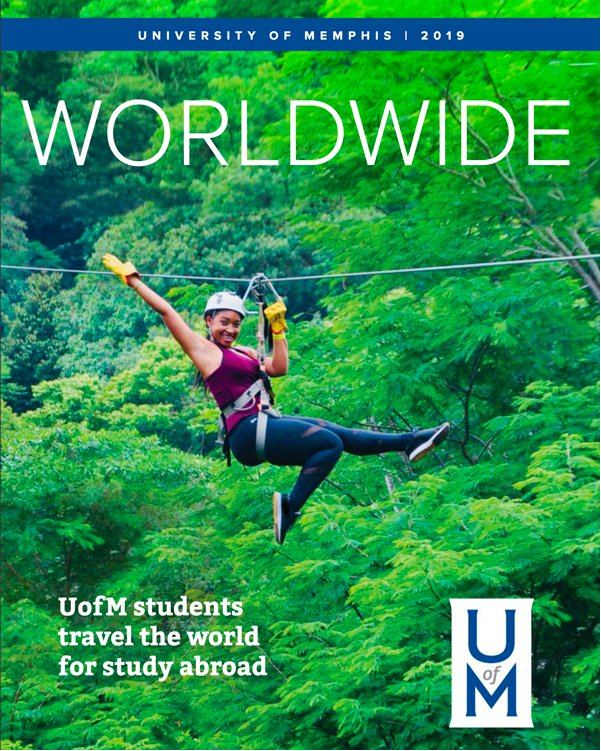 UNIVERSITY OF MEMPHIS | 2019
WORLDWIDE
UofM students
travel the world
for study abroad
U
of
M